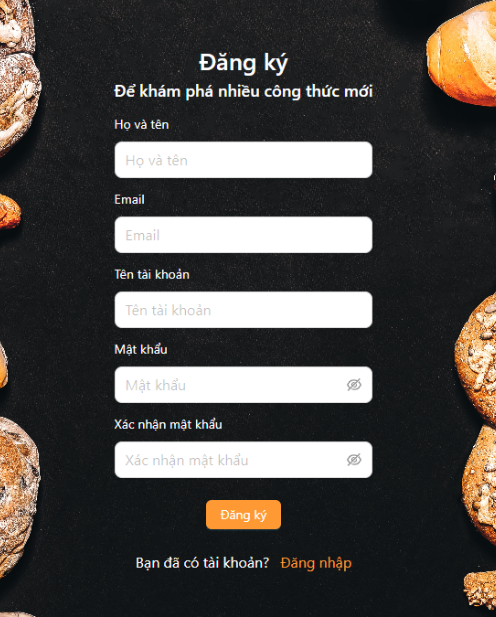 Đăng ký
Để khám phá nhiều công thức mới
Họ và tên
Họ và tên
Email
Email
Tên tài khoản
Tên tài khoản
Mật khẩu
Mật khẩu
Xác nhận mật khẩu
Xác nhận mật khẩu
Đăng ký
Bạn đã có tài khoản? Đăng nhập